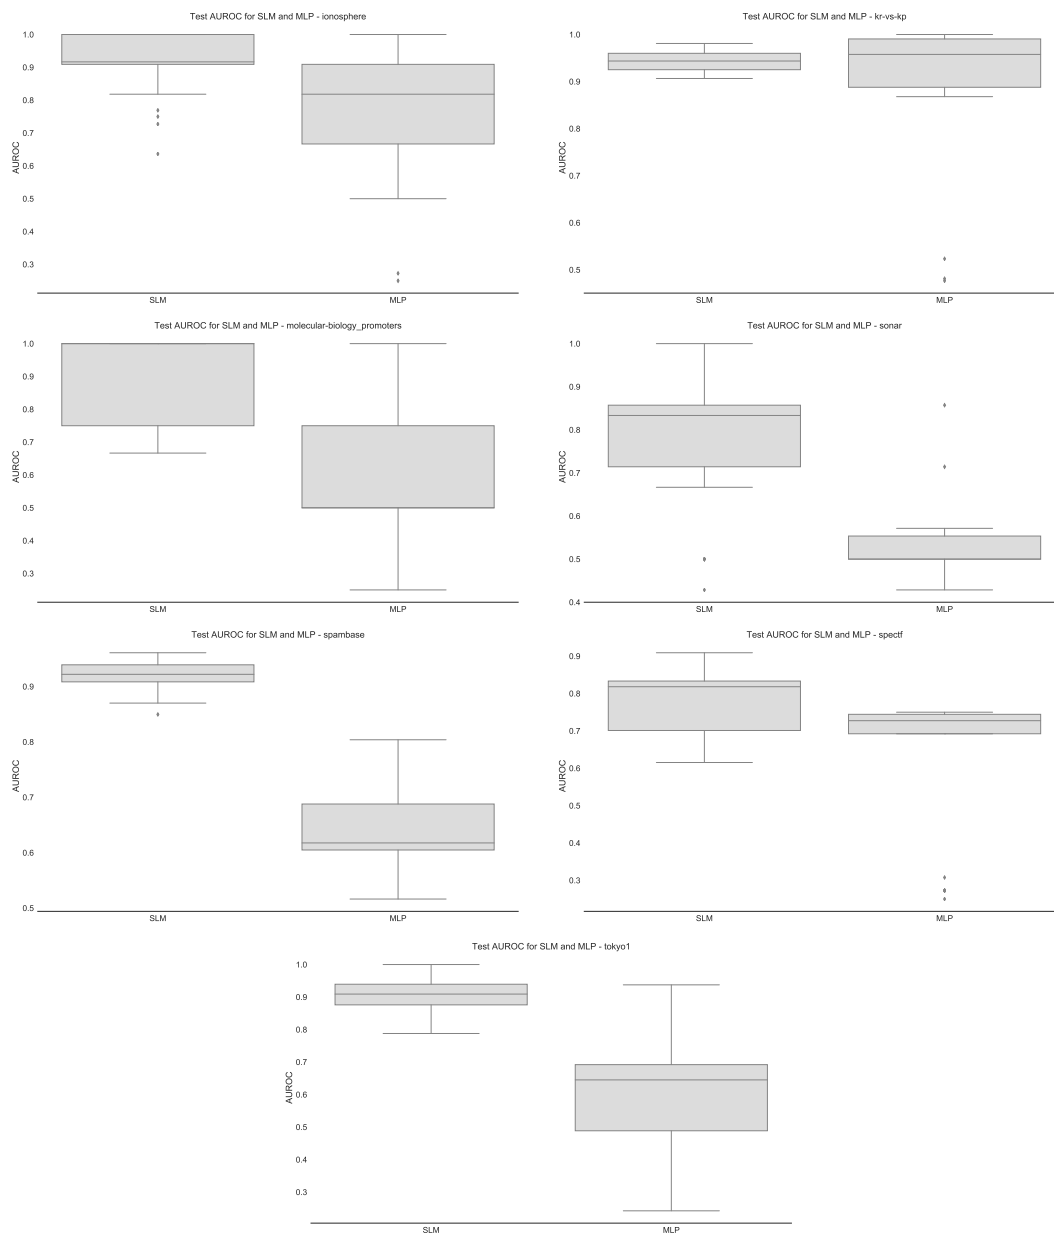 Test AUROC for SLM and MLP - ionosphere
1.0
0.9
0.8
0.7
0.6
0.5
0.4
0.3
AUROC
SLM
MLP
Test AUROC for SLM and MLP - kr-vs-kp
1.0
0.9
0.8
0.7
0.6
0.5
AUROC
SLM
MLP
Test AUROC for SLM and MLP - molecular-biology_promoters
1.0
0.9
0.8
0.7
0.6
0.5
0.4
0.3
AUROC
SLM
MLP
Test AUROC for SLM and MLP - sonar
1.0
0.9
0.8
0.7
0.6
0.5
0.4
AUROC
SLM
MLP
Test AUROC for SLM and MLP - spambase
0.9
0.8
0.7
0.6
0.5
AUROC
SLM
MLP
Test AUROC for SLM and MLP - spectf
0.9
0.8
0.7
0.6
0.5
0.4
0.3
AUROC
SLM
MLP
Test AUROC for SLM and MLP - tokyo1
1.0
0.9
0.8
0.7
0.6
0.5
0.4
0.3
AUROC
SLM
MLP